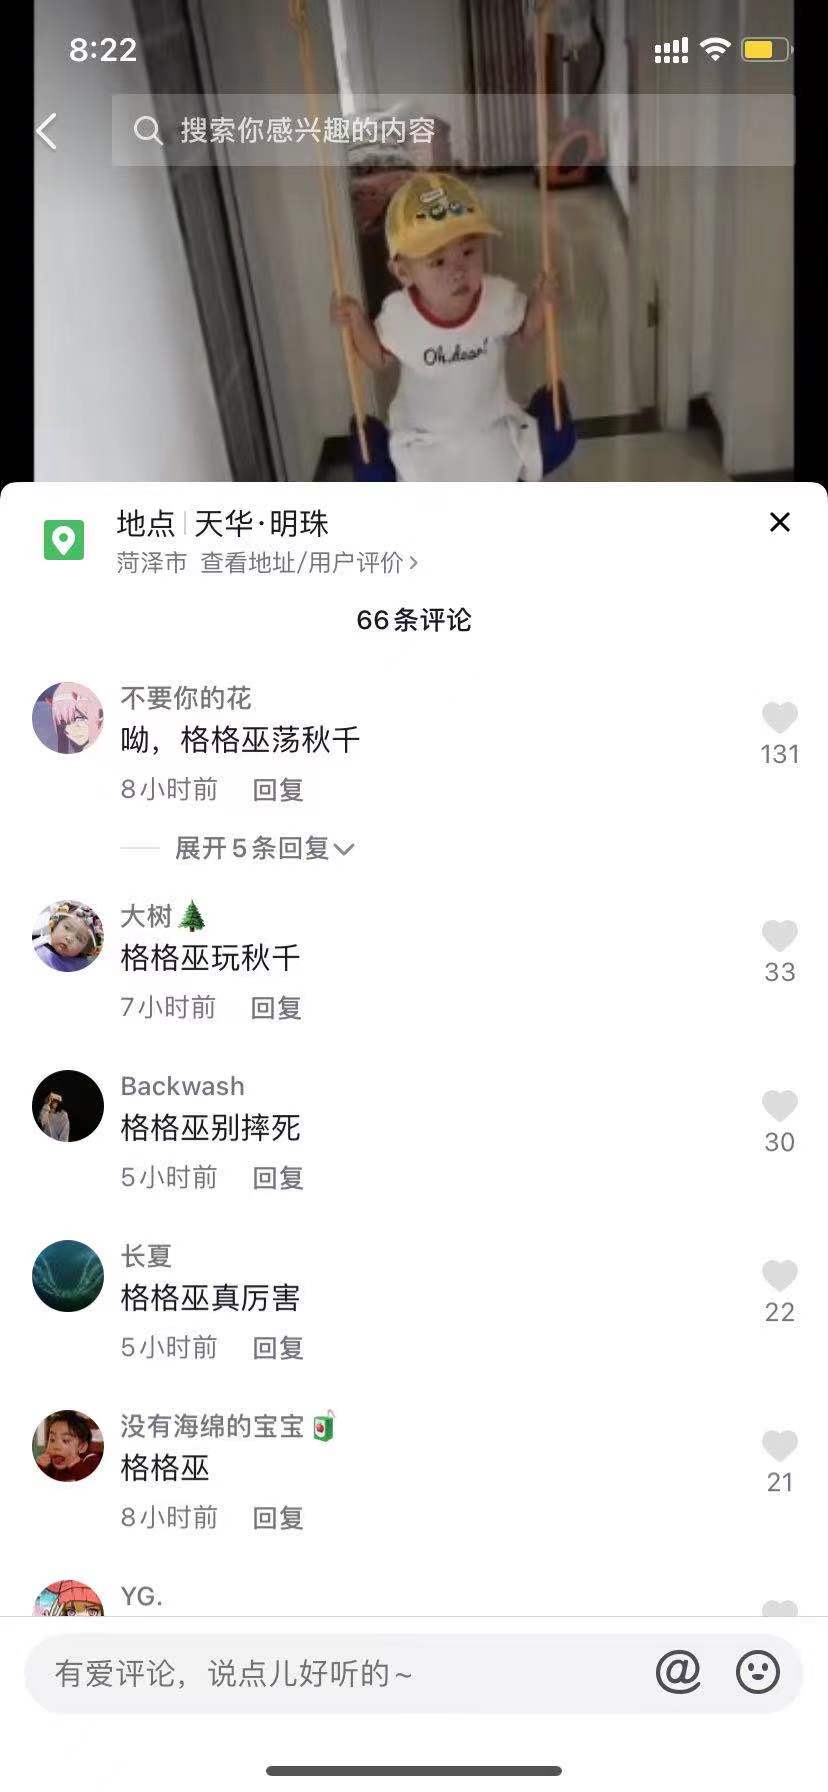 8:22
搜索你感兴趣的内容
Oh,dear!
地点 | 天华·明珠
菏泽市 查看地址/用户评价 >
66条评论
不要你的花
呦，格格巫荡秋千
131
8小时前 回复
展开5条回复
大树🌲
格格巫玩秋千
33
7小时前 回复
Backwash
格格巫别摔死
30
5小时前 回复
长夏
格格巫真厉害
22
5小时前 回复
没有海绵的宝宝🧃
格格巫
21
8小时前 回复
YG.
有爱评论，说点儿好听的~
@